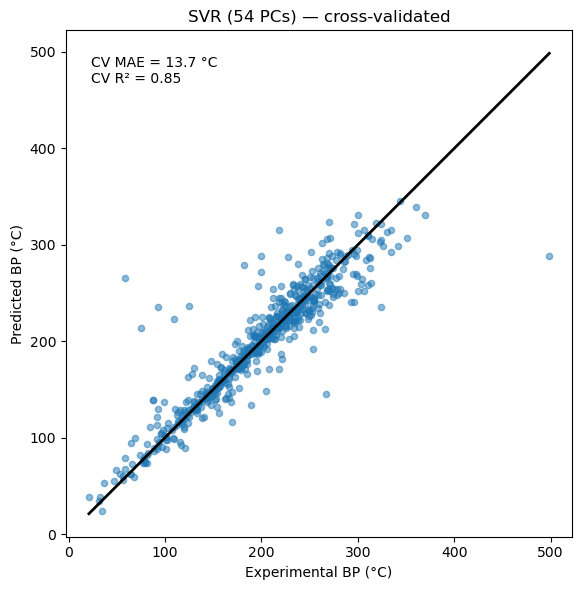 SVR (54 PCs) — cross-validated
CV MAE = 13.7 °C
CV R² = 0.85
500
400
300
200
100
0
Predicted BP (°C)
0 100 200 300 400 500
Experimental BP (°C)